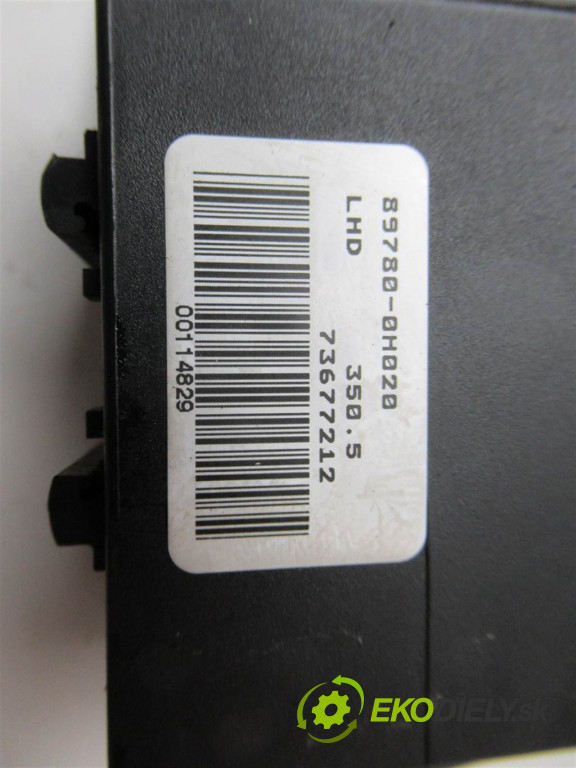 89780-0H020
LHD 350.5
73677212
00114829
EKODIELY.sk